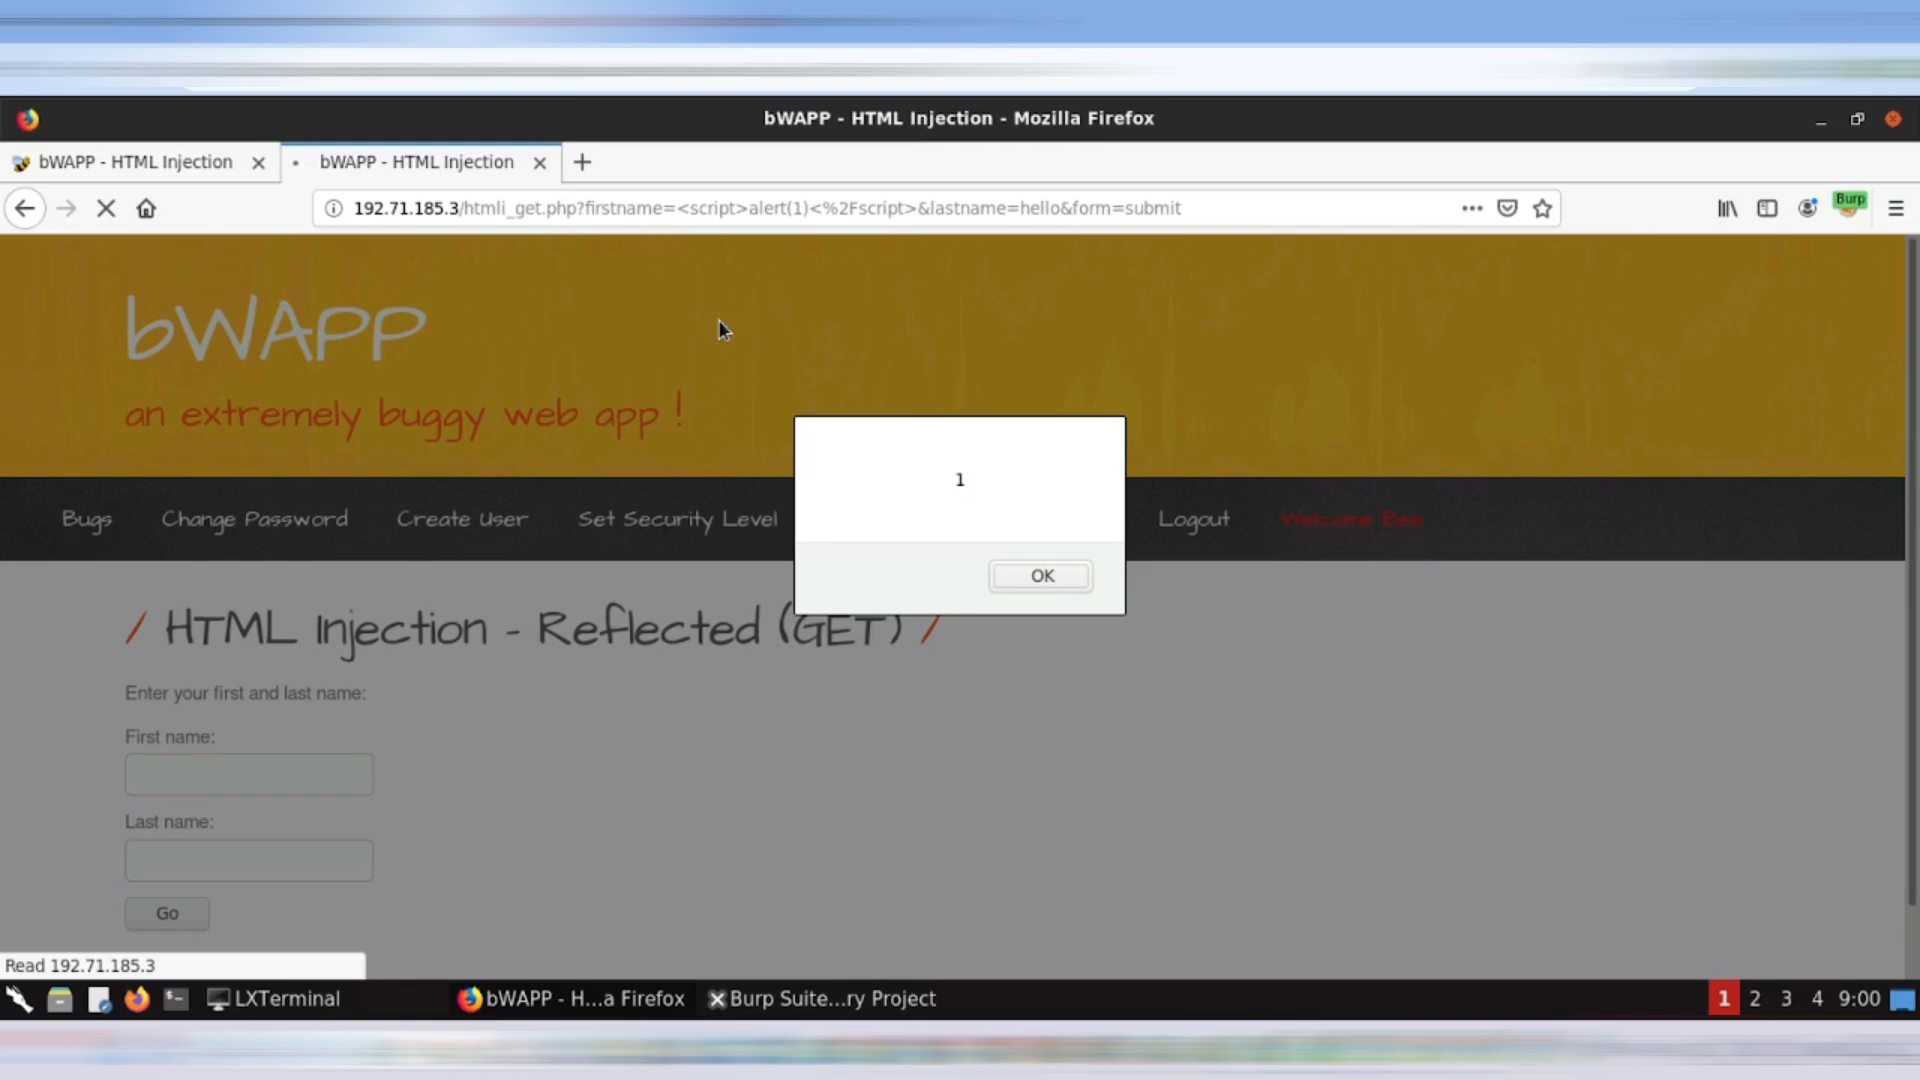 bWAPP - HTML Injection - Mozilla Firefox
bWAPP - HTML Injection
bWAPP - HTML Injection
192.71.185.3/htmli_get.php?firstname=<script>alert(1)<%2Fscript>&lastname=hello&form=submit
Burp
bWAPP
an extremely buggy web app !
1
OK
Bugs
Change Password
Create User
Set Security Level
Logout
Welcome Bee
/ HTML Injection - Reflected (GET) /
Enter your first and last name:
First name:
Last name:
Go
Read 192.71.185.3
LXTerminal
bWAPP - H...a Firefox
Burp Suite...ry Project
1 2 3 4 9:00